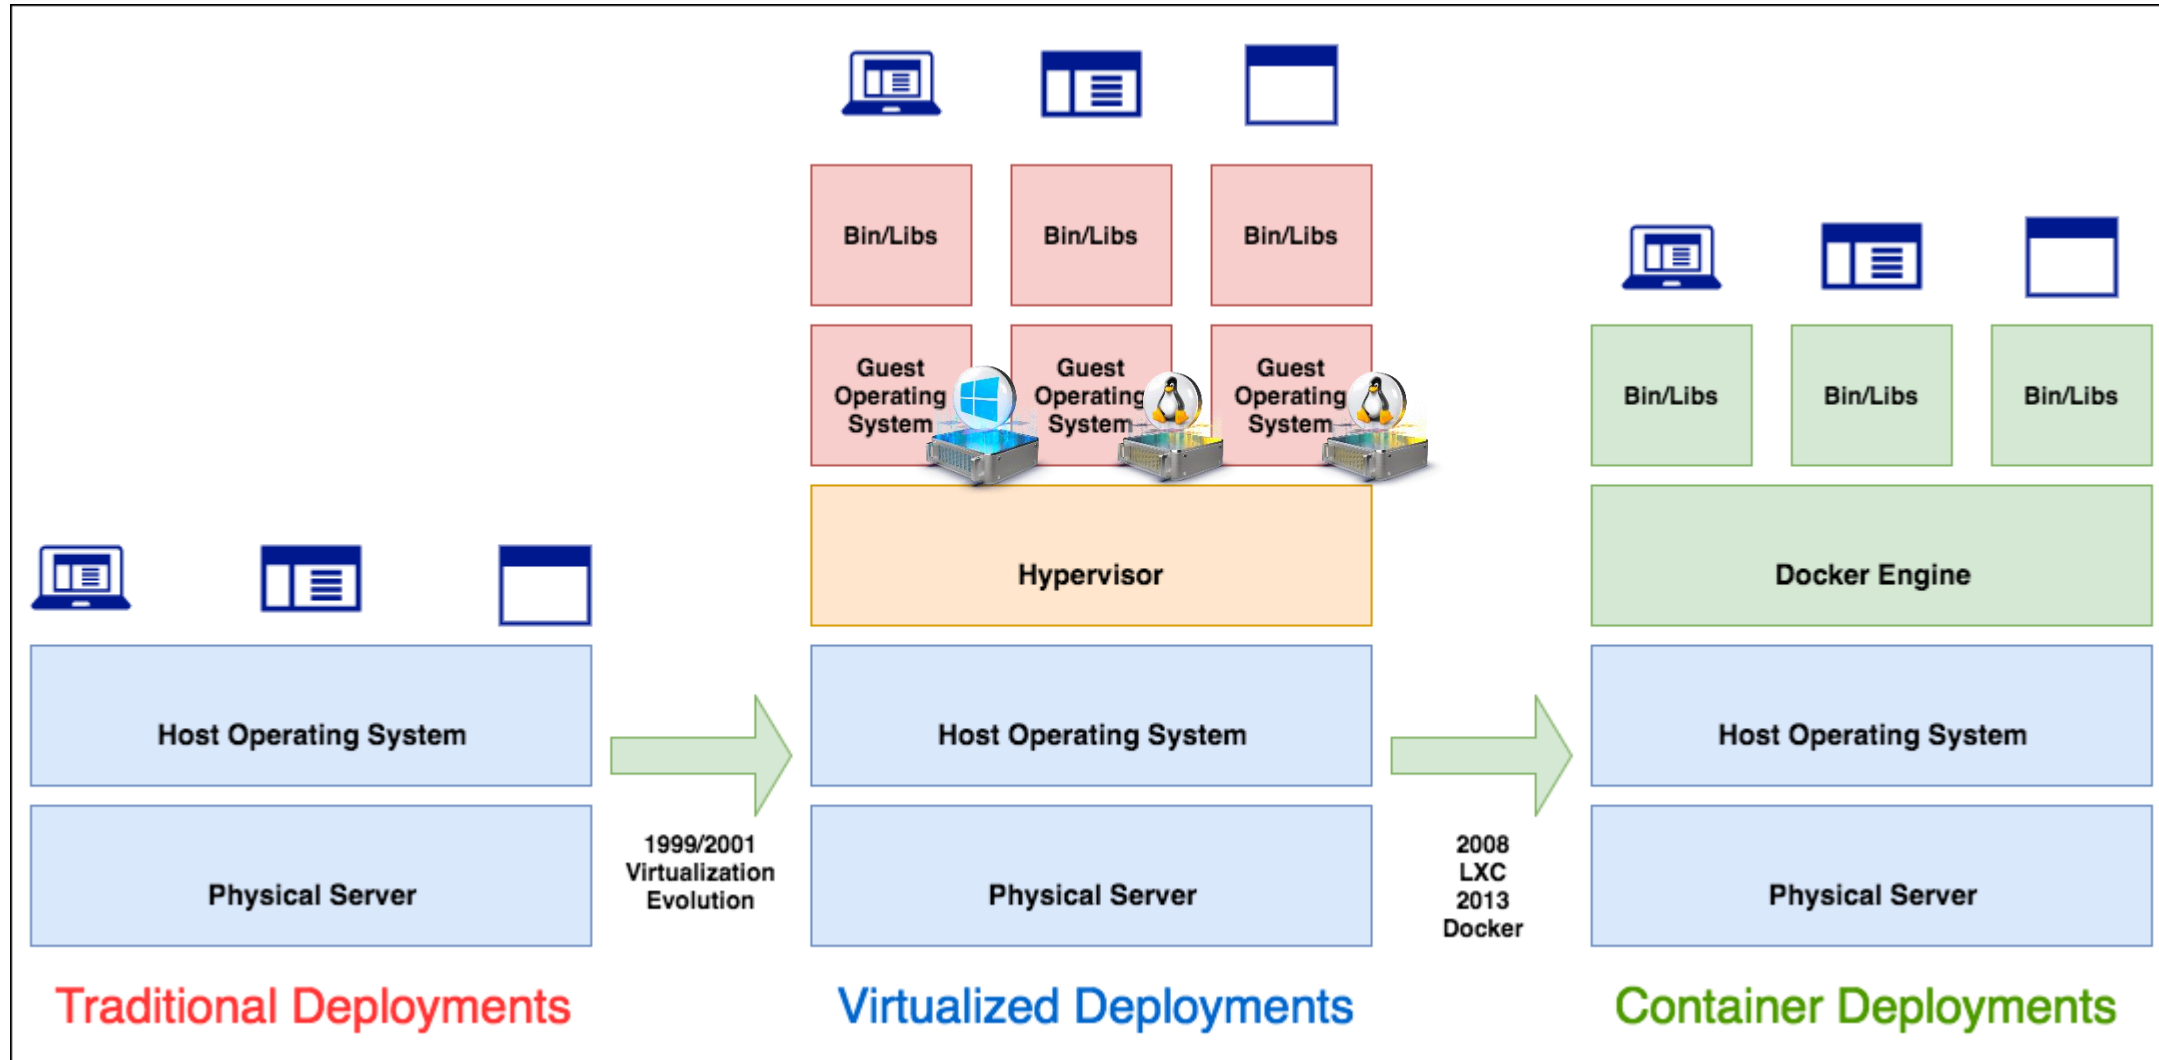 Bin/Libs
Bin/Libs
Bin/Libs
Guest
Operating
System
Guest
Operating
System
Guest
Operating
System
Bin/Libs
Bin/Libs
Bin/Libs
Hypervisor
Docker Engine
Host Operating System
Host Operating System
Host Operating System
1999/2001
Virtualization
Evolution
2008
LXC
2013
Docker
Physical Server
Physical Server
Physical Server
Traditional Deployments
Virtualized Deployments
Container Deployments